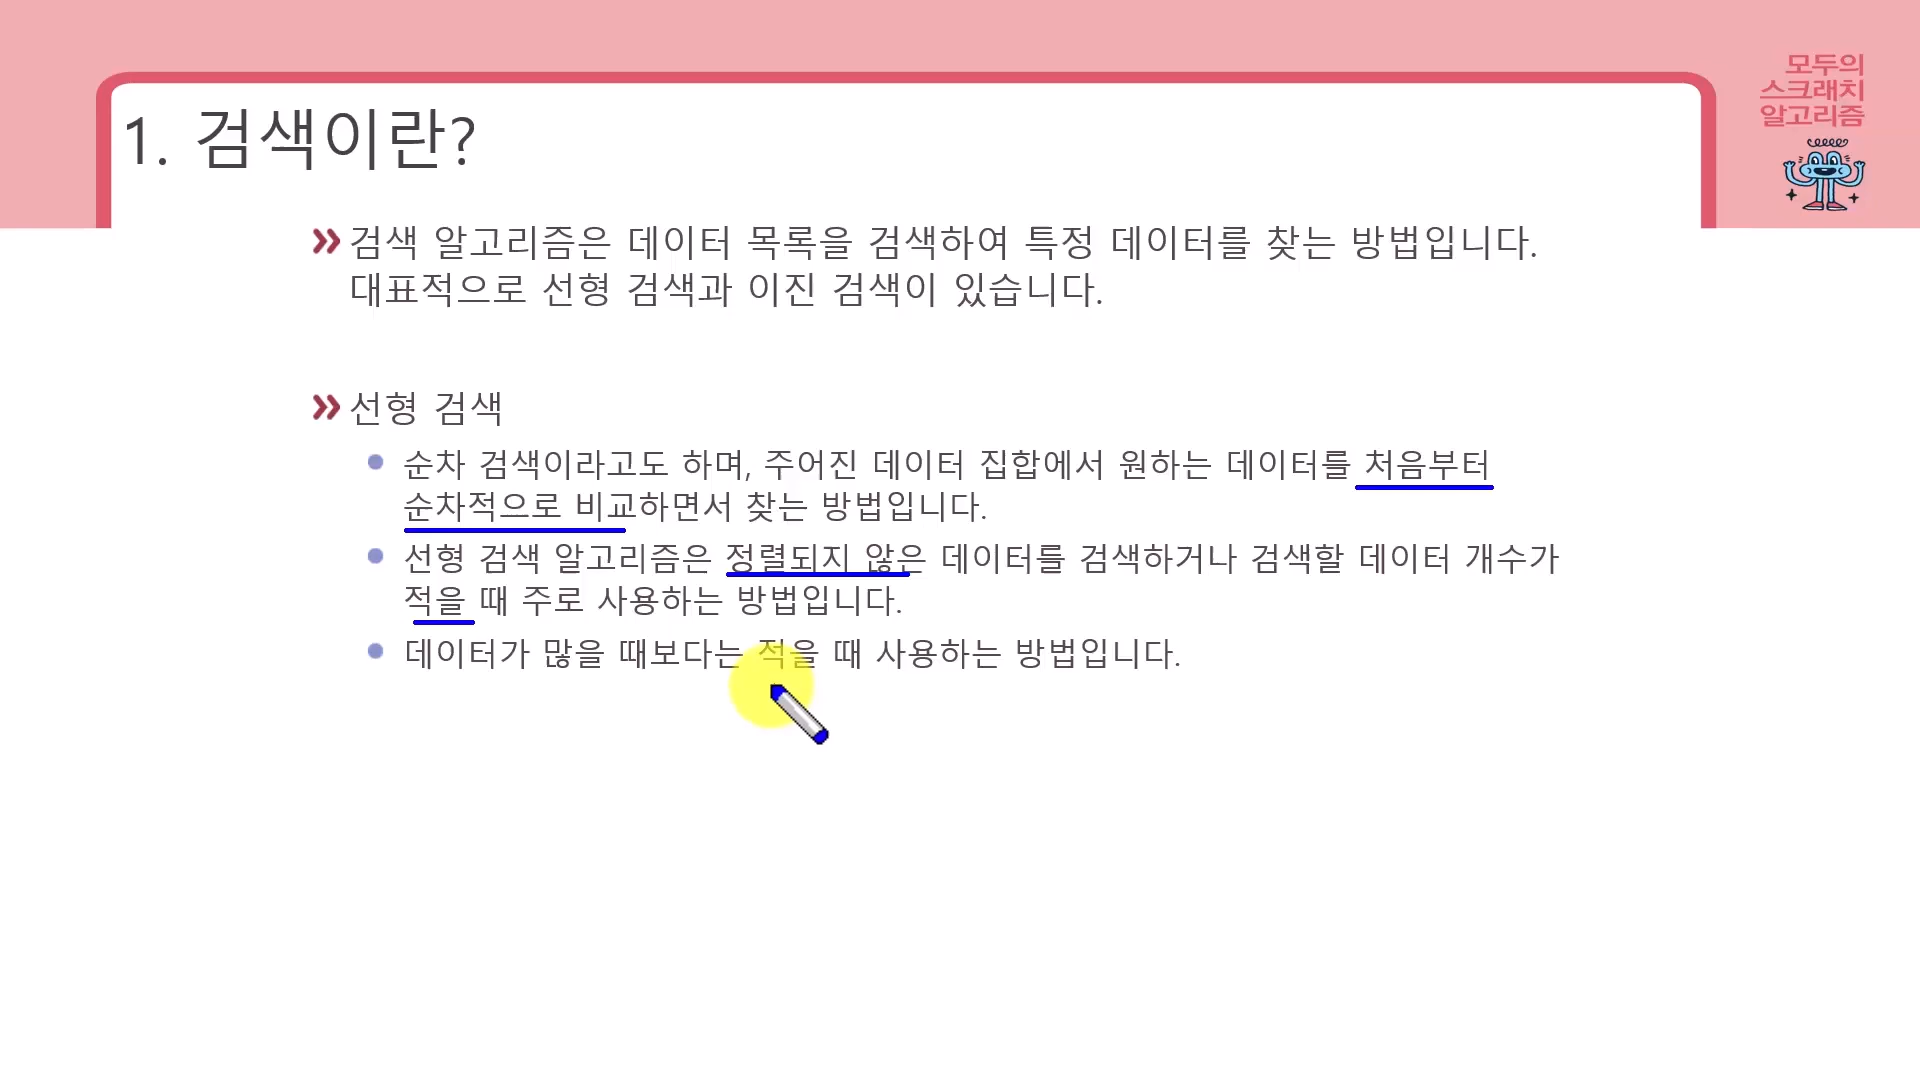 모두의
스크래치
알고리즘
1. 검색이란?
검색 알고리즘은 데이터 목록을 검색하여 특정 데이터를 찾는 방법입니다.
대표적으로 선형 검색과 이진 검색이 있습니다.
선형 검색
순차 검색이라고도 하며, 주어진 데이터 집합에서 원하는 데이터를 처음부터
순차적으로 비교하면서 찾는 방법입니다.
선형 검색 알고리즘은 정렬되지 않은 데이터를 검색하거나 검색할 데이터 개수가
적을 때 주로 사용하는 방법입니다.
데이터가 많을 때보다는 적을 때 사용하는 방법입니다.